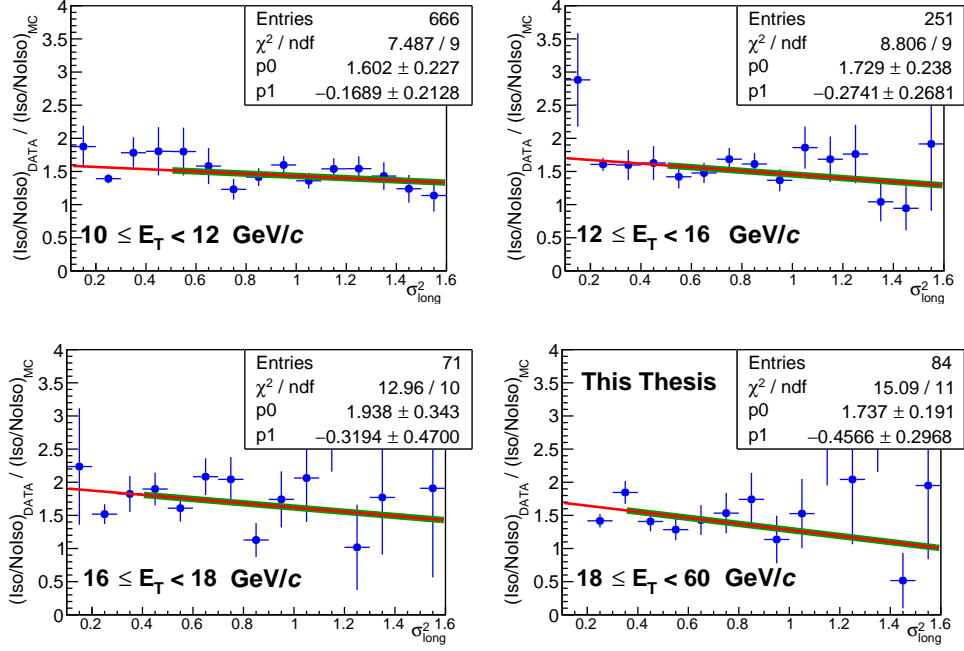 (Iso/NoIso)DATA / (Iso/NoIso)MC
4
3.5
3
2.5
2
1.5
1
0.5
0
Entries 666
χ² / ndf 7.487 / 9
p0 1.602 ± 0.227
p1 −0.1689 ± 0.2128
10 ≤ E_T < 12 GeV/c
0.2 0.4 0.6 0.8 1 1.2 1.4 1.6
σ²long
(Iso/NoIso)DATA / (Iso/NoIso)MC
4
3.5
3
2.5
2
1.5
1
0.5
0
Entries 251
χ² / ndf 8.806 / 9
p0 1.729 ± 0.238
p1 −0.2741 ± 0.2681
12 ≤ E_T < 16 GeV/c
0.2 0.4 0.6 0.8 1 1.2 1.4 1.6
σ²long
(Iso/NoIso)DATA / (Iso/NoIso)MC
4
3.5
3
2.5
2
1.5
1
0.5
0
Entries 71
χ² / ndf 12.96 / 10
p0 1.938 ± 0.343
p1 −0.3194 ± 0.4700
16 ≤ E_T < 18 GeV/c
0.2 0.4 0.6 0.8 1 1.2 1.4 1.6
σ²long
(Iso/NoIso)DATA / (Iso/NoIso)MC
4
3.5
3
2.5
2
1.5
1
0.5
0
This Thesis
Entries 84
χ² / ndf 15.09 / 11
p0 1.737 ± 0.191
p1 −0.4566 ± 0.2968
18 ≤ E_T < 60 GeV/c
0.2 0.4 0.6 0.8 1 1.2 1.4 1.6
σ²long